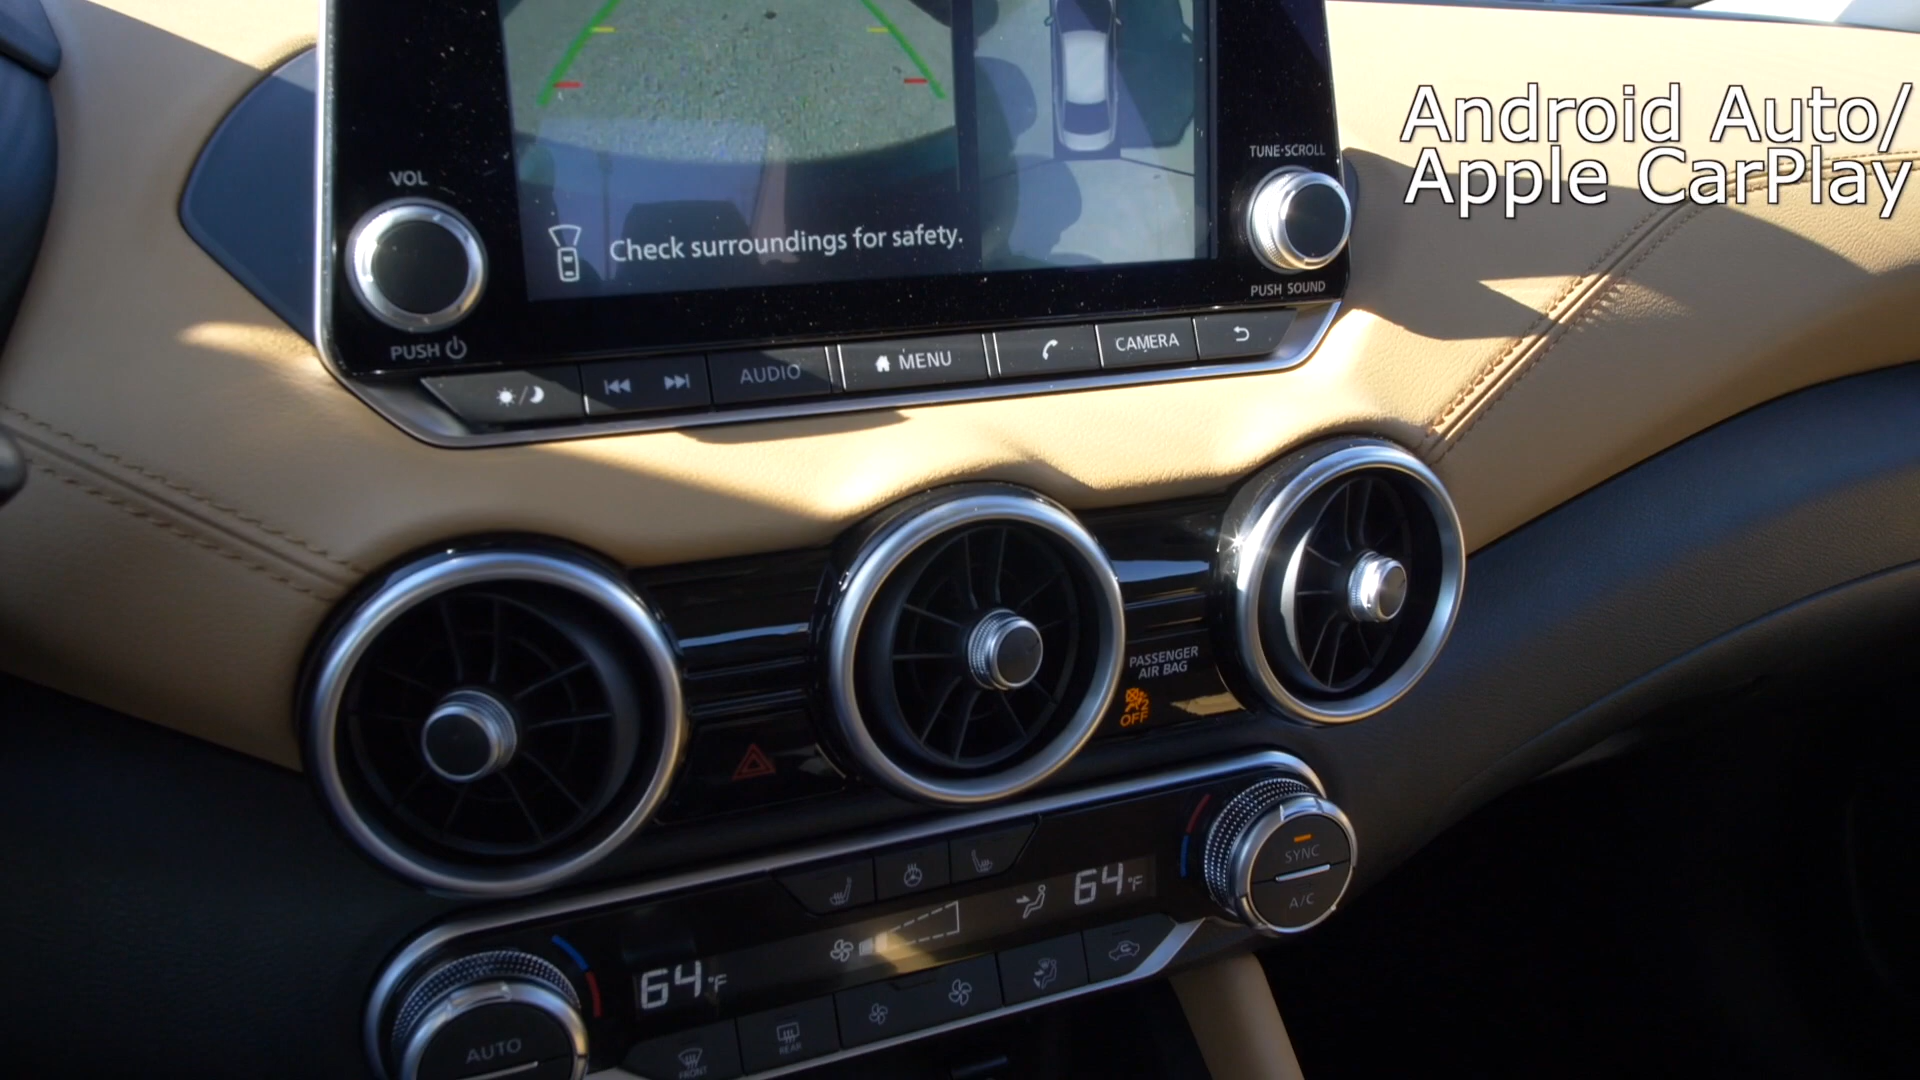 Android Auto/
Apple CarPlay
VOL
TUNE·SCROLL
Check surroundings for safety.
PUSH
PUSH SOUND
AUDIO
MENU
CAMERA
PASSENGER
AIR BAG
OFF
SYNC
A/C
64°F
64°F
AUTO
REAR
FRONT